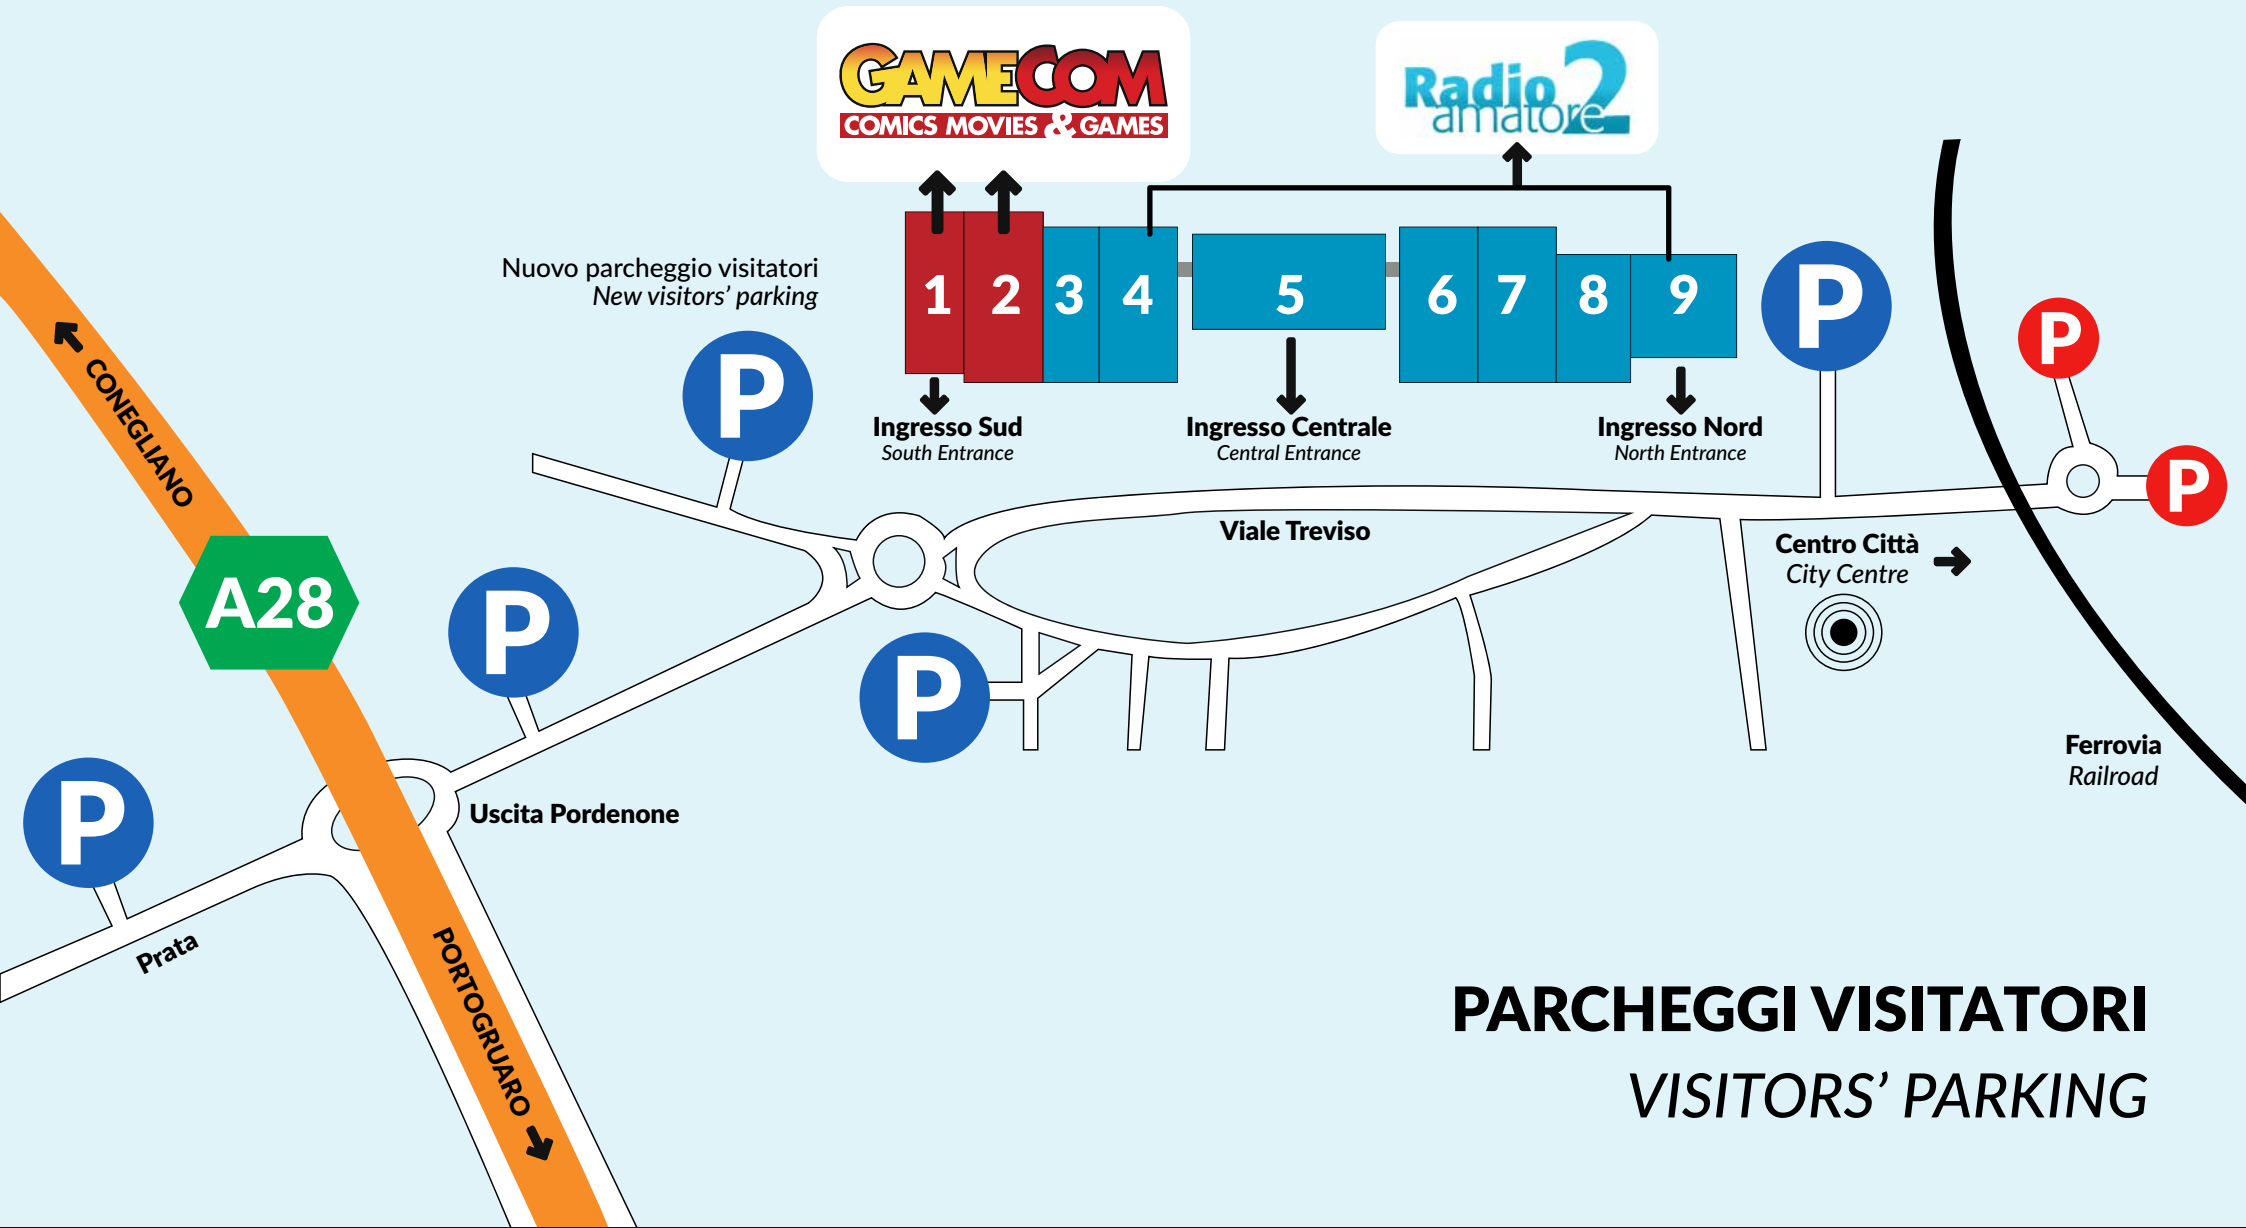 GAMECOM
COMICS MOVIES & GAMES
Radio
amatore 2
Nuovo parcheggio visitatori
New visitors' parking
1
2
3
4
5
6
7
8
9
P
P
P
P
Ingresso Sud
South Entrance
Ingresso Centrale
Central Entrance
Ingresso Nord
North Entrance
CONEGLIANO
P
Viale Treviso
Centro Città
City Centre
A28
P
P
Ferrovia
Railroad
P
Uscita Pordenone
Prata
PORTOGRUARO
PARCHEGGI VISITATORI
VISITORS' PARKING